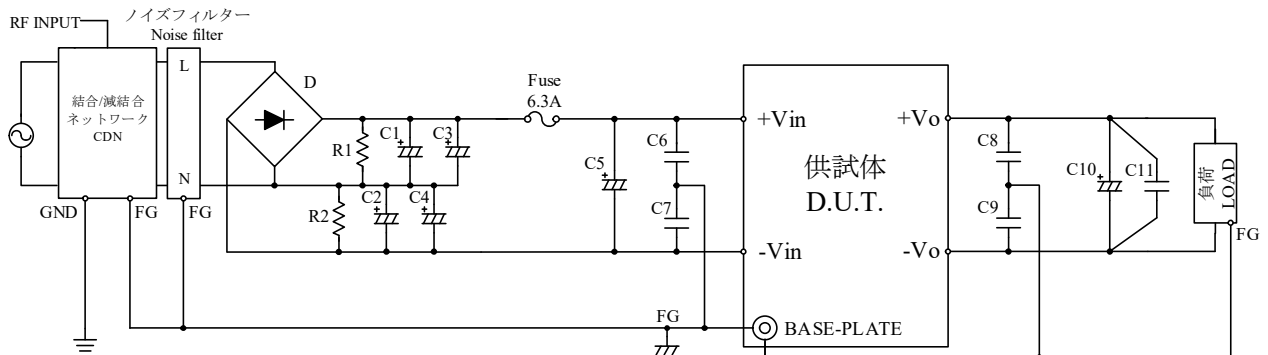 RF INPUT
ノイズフィルター
Noise filter
結合/減結合
ネットワーク
CDN
L
N
GND
FG
FG
D
R1
R2
C1
C3
C2
C4
Fuse
6.3A
C5
C6
C7
FG
+Vin
-Vin
供試体
D.U.T.
+Vo
-Vo
BASE-PLATE
C8
C9
C10
C11
負荷
LOAD
FG